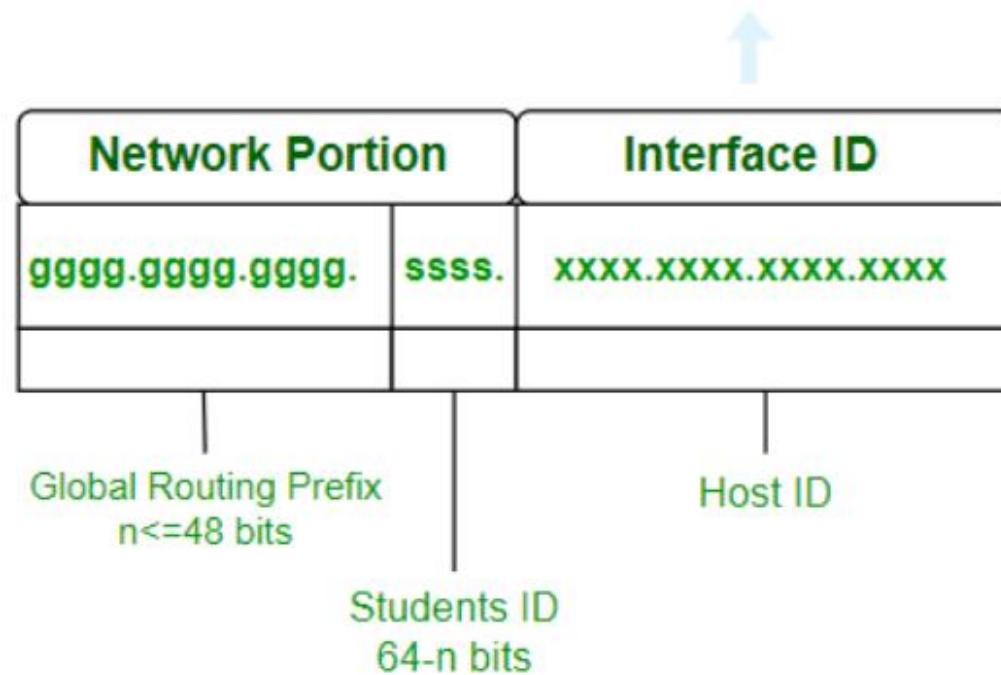 Network Portion Interface ID
gggg.gggg.gggg. ssss. xxxx.xxxx.xxxx.xxxx
Global Routing Prefix
n<=48 bits
Host ID
Students ID
64-n bits